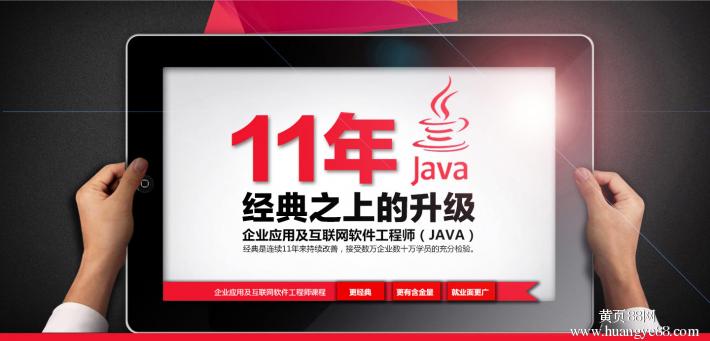 11年
Java
经典之上的升级
企业应用及互联网软件工程师（JAVA）
经典是连续11年来持续改善，接受数万企业数十万学员的充分检验。
企业应用及互联网软件工程师课程 更经典 更有含金量 就业面更广
黄页88网
www.huangye88.com